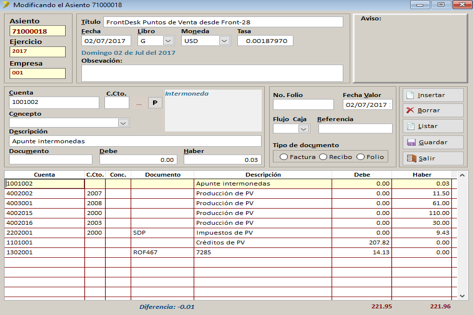 Modificando el Asiento 71000018
Asiento
71000018
Ejercicio
2017
Empresa
001
Título FrontDesk Puntos de Venta desde Front-28
Fecha Libro Moneda Tasa
02/07/2017 G USD 0.00187970
Domingo 02 de Jul del 2017
Observación:
Aviso:
Cuenta C.Cto.
1001002 ... P
Intermoneda
Concepto
Descripción
Apunte intermonedas
Documento Debe Haber
0.00 0.03
No. Folio Fecha Valor
02/07/2017
Flujo Caja Referencia
Tipo de documento
Factura Recibo Folio
Insertar
Borrar
Listar
Guardar
Salir
Cuenta C.Cto. Conc. Documento Descripción Debe Haber
1001002 Apunte intermonedas 0.00 0.03
4002002 2007 Producción de PV 0.00 11.50
4003001 2008 Producción de PV 0.00 61.00
4002015 2000 Producción de PV 0.00 110.00
4002016 2003 Producción de PV 0.00 30.00
2202001 2000 SDP Impuestos de PV 0.00 9.43
1101001 Créditos de PV 207.82 0.00
1302001 ROF467 7285 14.13 0.00
Diferencia: -0.01 221.95 221.96